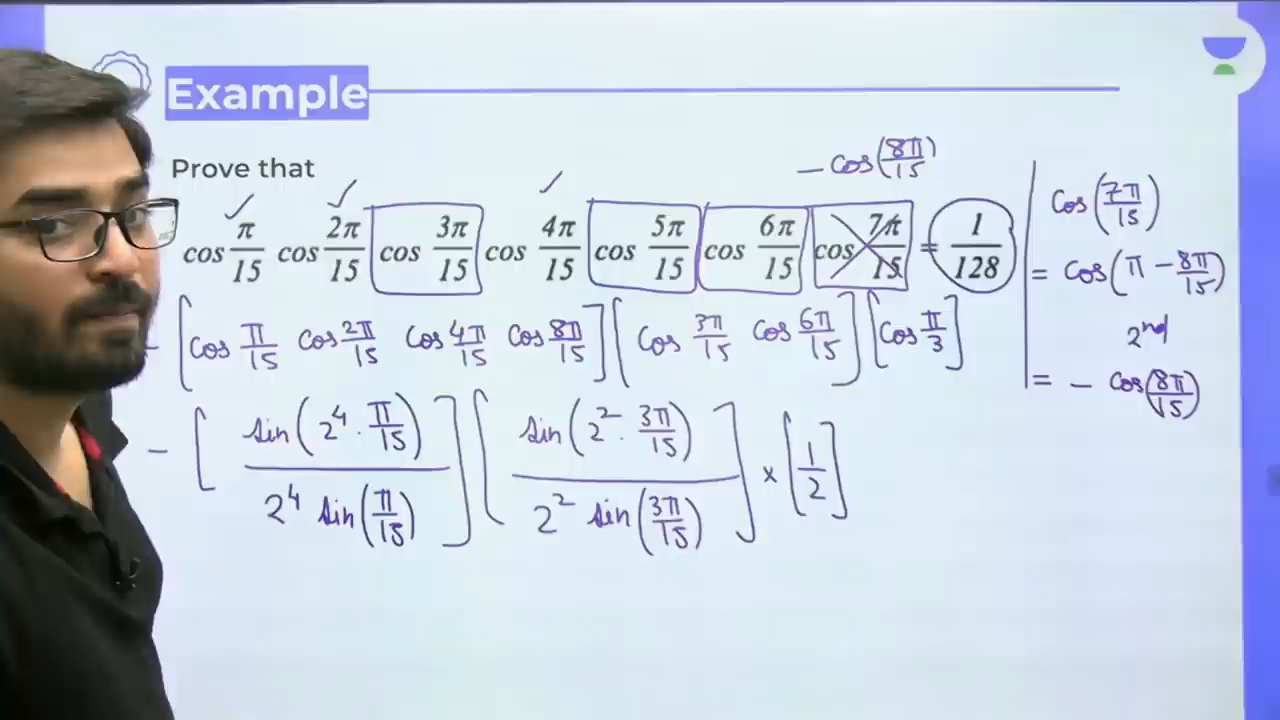 Example
Prove that
− cos(8π/15)
cos π/15 cos 2π/15 cos 3π/15 cos 4π/15 cos 5π/15 cos 6π/15 cos 7π/15 = 1/128
− [cos π/15 cos 2π/15 cos 4π/15 cos 8π/15] [cos 3π/15 cos 6π/15] [cos π/3]
− [sin(2⁴ · π/15) / 2⁴ sin(π/15)] [sin(2² · 3π/15) / 2² sin(3π/15)] × [1/2]
cos(7π/15)
= cos(π − 8π/15)
2nd
= − cos(8π/15)